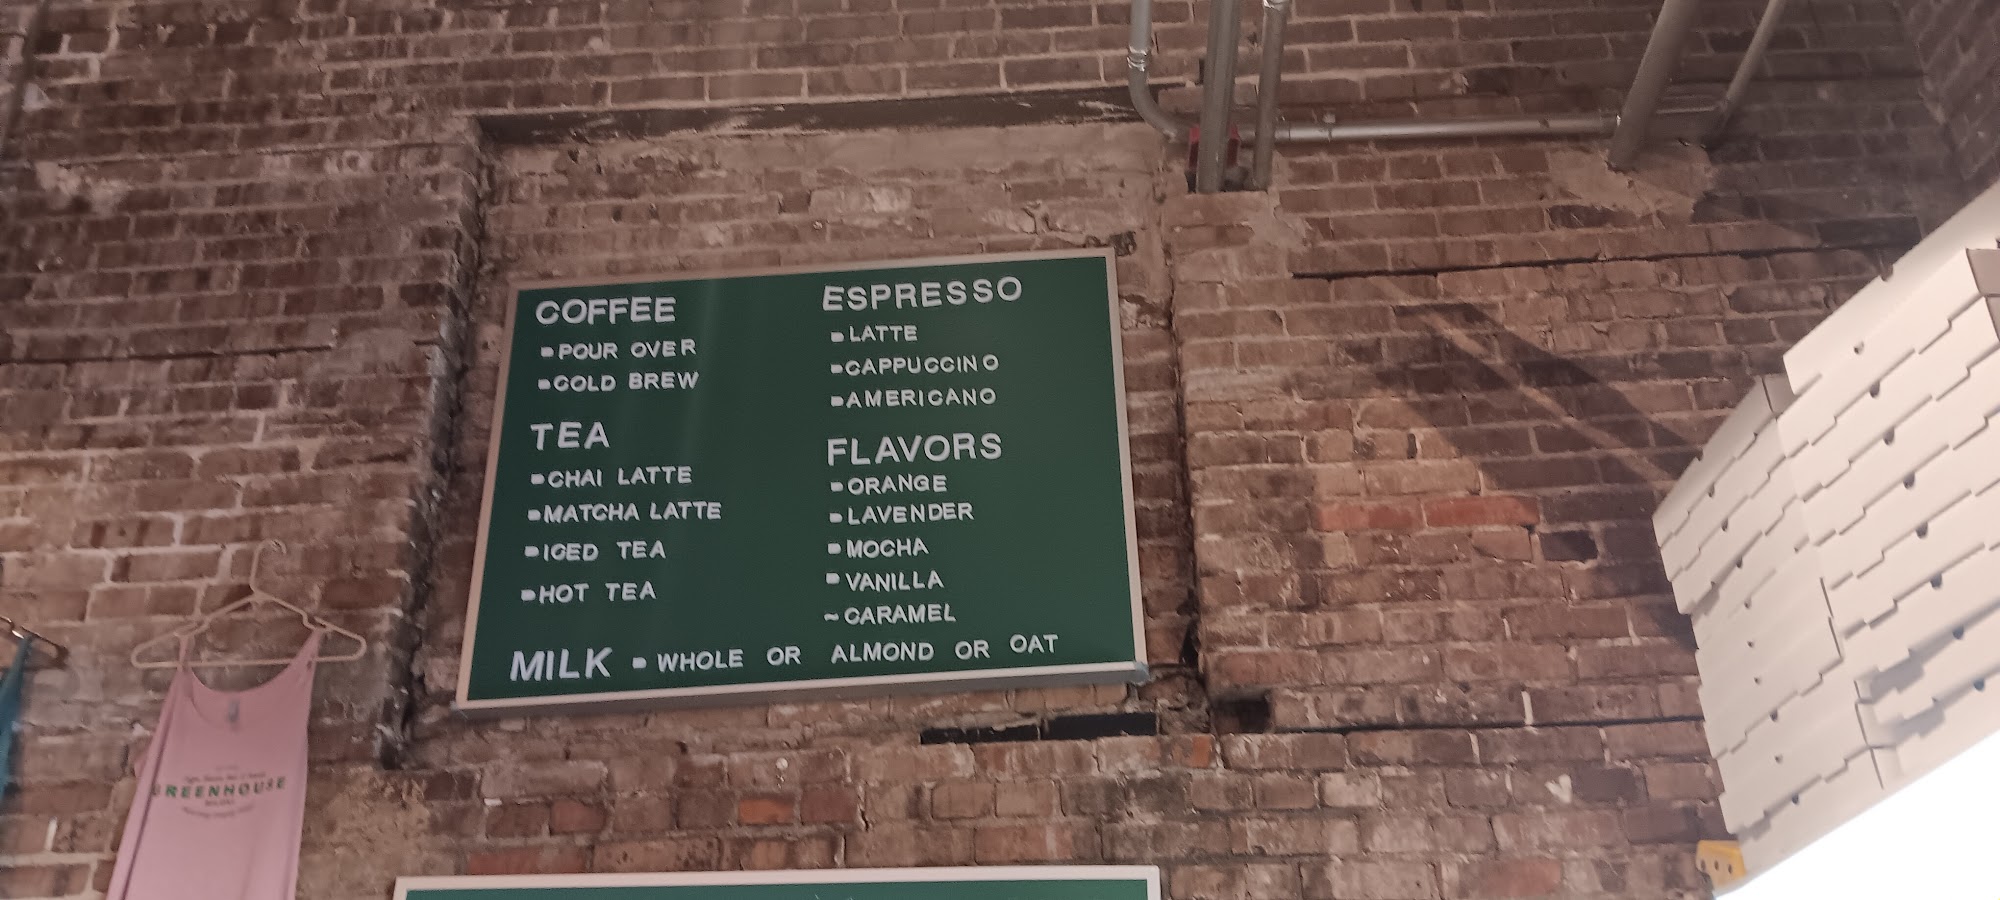 COFFEE
POUR OVER
COLD BREW
TEA
CHAI LATTE
MATCHA LATTE
ICED TEA
HOT TEA
ESPRESSO
LATTE
CAPPUCCINO
AMERICANO
FLAVORS
ORANGE
LAVENDER
MOCHA
VANILLA
~CARAMEL
MILK - WHOLE OR ALMOND OR OAT
GREENHOUSE